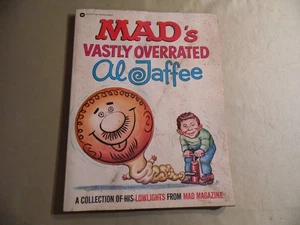 MAD's
VASTLY OVERRATED
Al Jaffee
A COLLECTION OF HIS LOWLIGHTS FROM MAD MAGAZINE